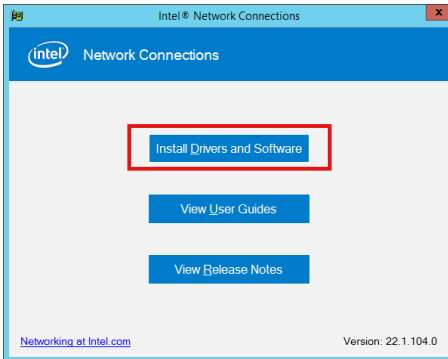 Intel® Network Connections
x
intel Network Connections
Install Drivers and Software
View User Guides
View Release Notes
Networking at Intel.com Version: 22.1.104.0